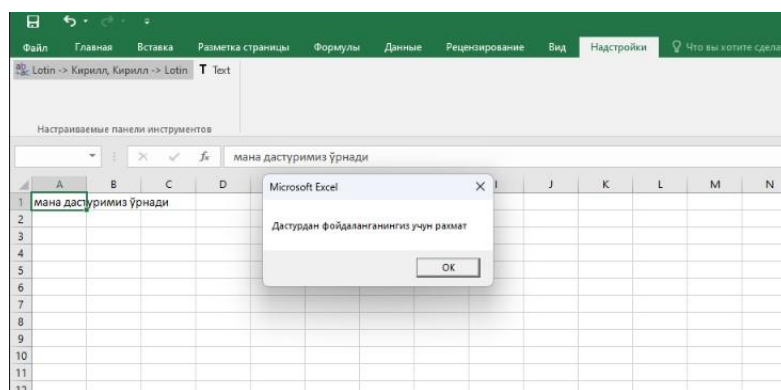 Файл Главная Вставка Разметка страницы Формулы Данные Рецензирование Вид Надстройки Что вы хотите сдела
Lotin -> Кирилл, Кирилл -> Lotin T Text
Настраиваемые панели инструментов
fx мана дастуримиз ўрнади
A B C D I J K L M N
Microsoft Excel
1 мана дастуримиз ўрнади
2
Дастурдан фойдаланганингиз учун рахмат
3
4
5
OK
6
7
8
9
10
11
12